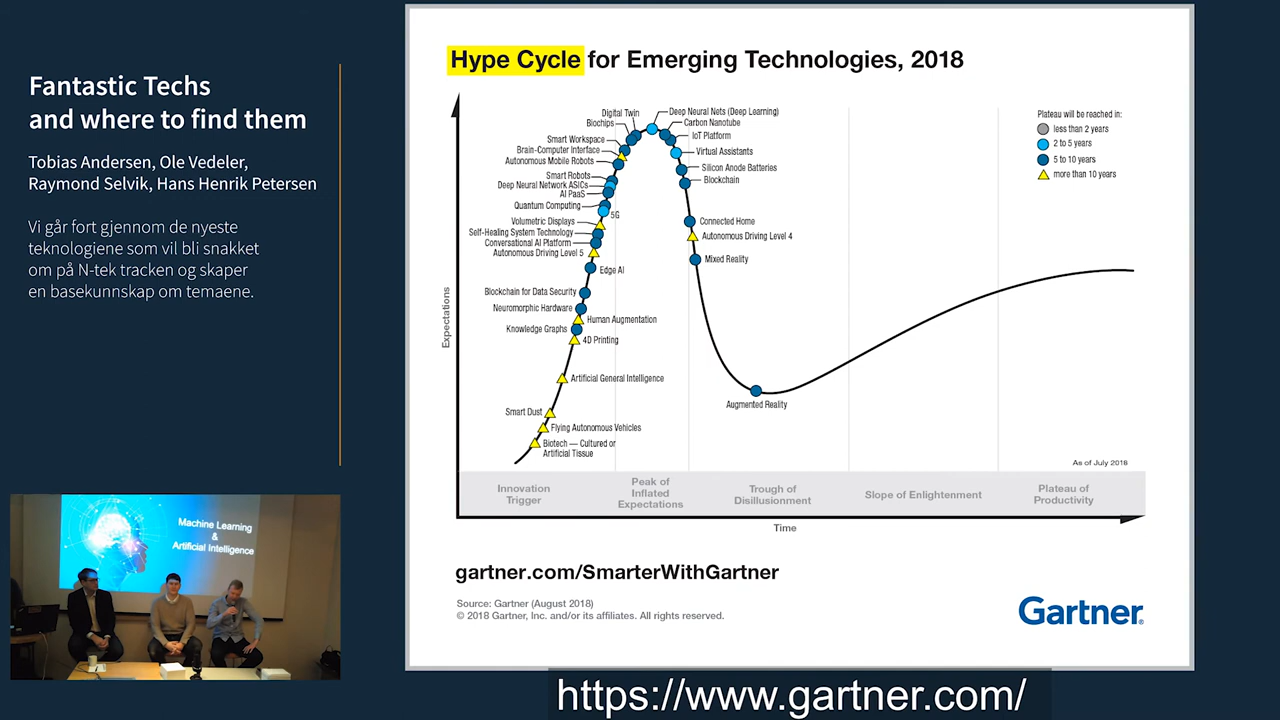 Fantastic Techs
and where to find them
Tobias Andersen, Ole Vedeler,
Raymond Selvik, Hans Henrik Petersen
Vi går fort gjennom de nyeste
teknologiene som vil bli snakket
om på N-tek tracken og skaper
en basekunnskap om temaene.
Machine Learning
&
Artificial Intelligence
Hype Cycle for Emerging Technologies, 2018
Expectations
Digital Twin
Biochips
Smart Workspace
Brain-Computer Interface
Autonomous Mobile Robots
Smart Robots
Deep Neural Network ASICs
AI PaaS
Quantum Computing
5G
Volumetric Displays
Self-Healing System Technology
Conversational AI Platform
Autonomous Driving Level 5
Edge AI
Blockchain for Data Security
Neuromorphic Hardware
Human Augmentation
Knowledge Graphs
4D Printing
Artificial General Intelligence
Smart Dust
Flying Autonomous Vehicles
Biotech — Cultured or
Artificial Tissue
Deep Neural Nets (Deep Learning)
Carbon Nanotube
IoT Platform
Virtual Assistants
Silicon Anode Batteries
Blockchain
Connected Home
Autonomous Driving Level 4
Mixed Reality
Augmented Reality
Plateau will be reached in:
less than 2 years
2 to 5 years
5 to 10 years
more than 10 years
As of July 2018
Innovation
Trigger
Peak of
Inflated
Expectations
Trough of
Disillusionment
Slope of Enlightenment
Plateau of
Productivity
Time
gartner.com/SmarterWithGartner
Source: Gartner (August 2018)
© 2018 Gartner, Inc. and/or its affiliates. All rights reserved.
Gartner®
https://www.gartner.com/